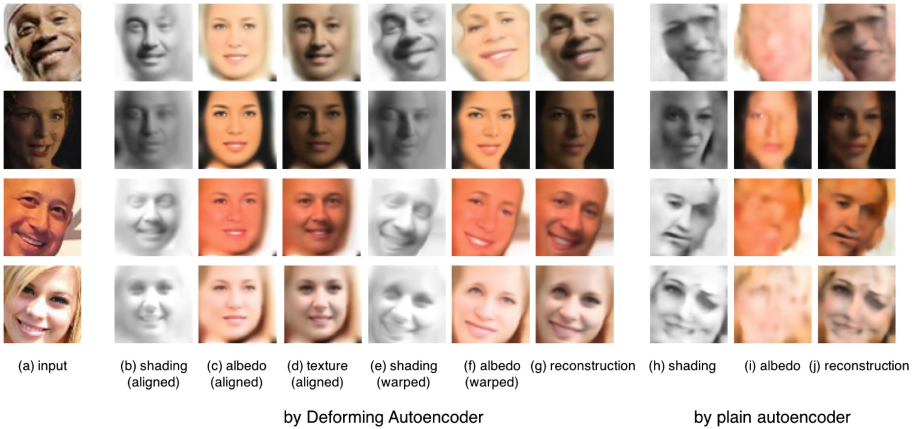 (a) input
(b) shading (aligned)
(c) albedo (aligned)
(d) texture (aligned)
(e) shading (warped)
(f) albedo (warped)
(g) reconstruction
(h) shading
(i) albedo
(j) reconstruction
by Deforming Autoencoder
by plain autoencoder